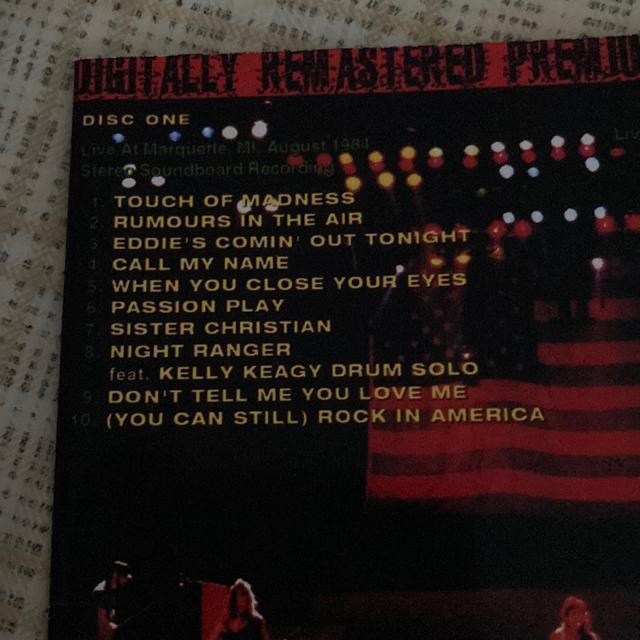 DIGITALLY REMASTERED
DISC ONE
Live At Marquette, MI, August 1984
Stereo Soundboard Recording
1. TOUCH OF MADNESS
2. RUMOURS IN THE AIR
3. EDDIE'S COMIN' OUT TONIGHT
4. CALL MY NAME
5. WHEN YOU CLOSE YOUR EYES
6. PASSION PLAY
7. SISTER CHRISTIAN
8. NIGHT RANGER
feat. KELLY KEAGY DRUM SOLO
9. DON'T TELL ME YOU LOVE ME
10. (YOU CAN STILL) ROCK IN AMERICA